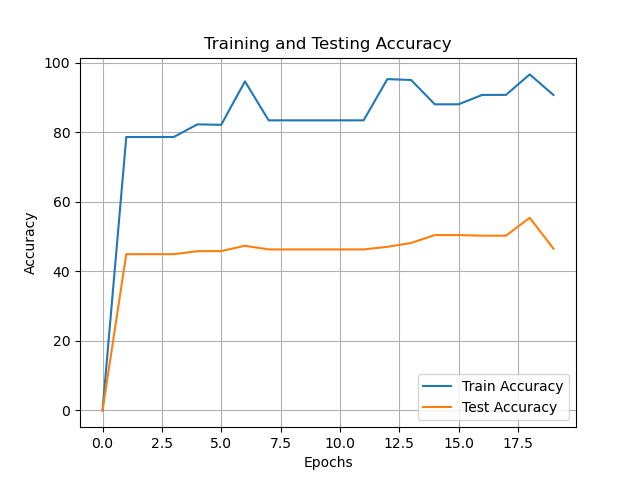 Training and Testing Accuracy
100
80
60
40
20
0
Accuracy
0.0 2.5 5.0 7.5 10.0 12.5 15.0 17.5
Epochs
Train Accuracy
Test Accuracy